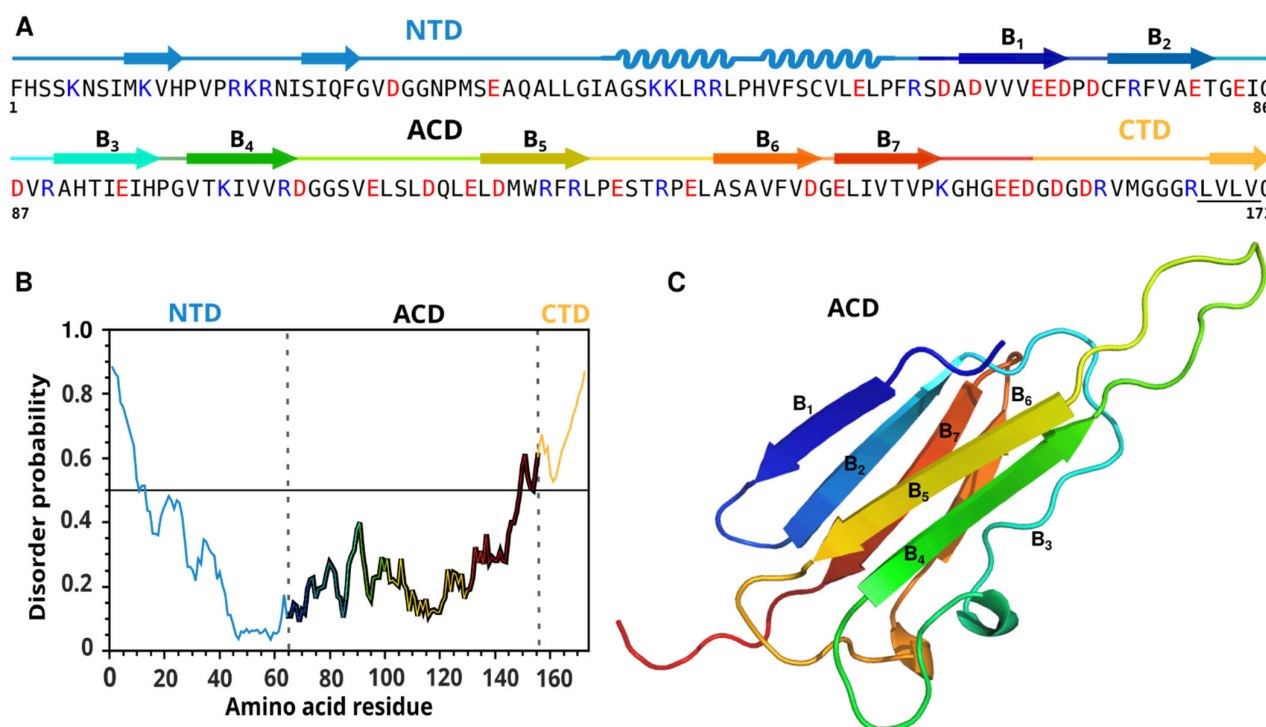 A
NTD
B1 B2
FHSSKNSIMKVHPVPRKRNISIQFGVDGGNPMSEAQALLGIAGSKKLRRLPHVFSCVLELPFRSDADVVVEEDPDCFRFVAETGEI
1 86
B3 B4 ACD B5 B6 B7 CTD
DVRAHTIEIHPGVTKIVVRDGGSVELSLDQLELDMWRFRLPESTRPELASAVFVDGELIVTVPKGHGEEDGDGDRVMGGGRLVLV
87 173
B
NTD ACD CTD
Disorder probability
1.0
0.8
0.6
0.4
0.2
0
0 20 40 60 80 100 120 140 160
Amino acid residue
C
ACD
B1
B2
B7
B6
B5
B4
B3